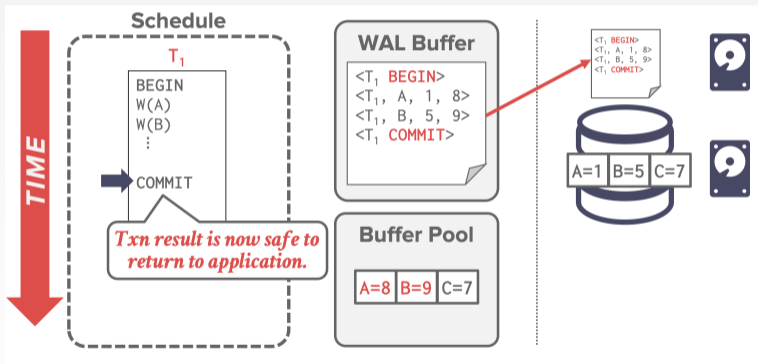 Schedule
TIME
T1
BEGIN
W(A)
W(B)
⋮
COMMIT
Txn result is now safe to
return to application.
WAL Buffer
<T1 BEGIN>
<T1, A, 1, 8>
<T1, B, 5, 9>
<T1 COMMIT>
Buffer Pool
A=8 B=9 C=7
<T1 BEGIN>
<T1, A, 1, 8>
<T1, B, 5, 9>
<T1 COMMIT>
A=1 B=5 C=7